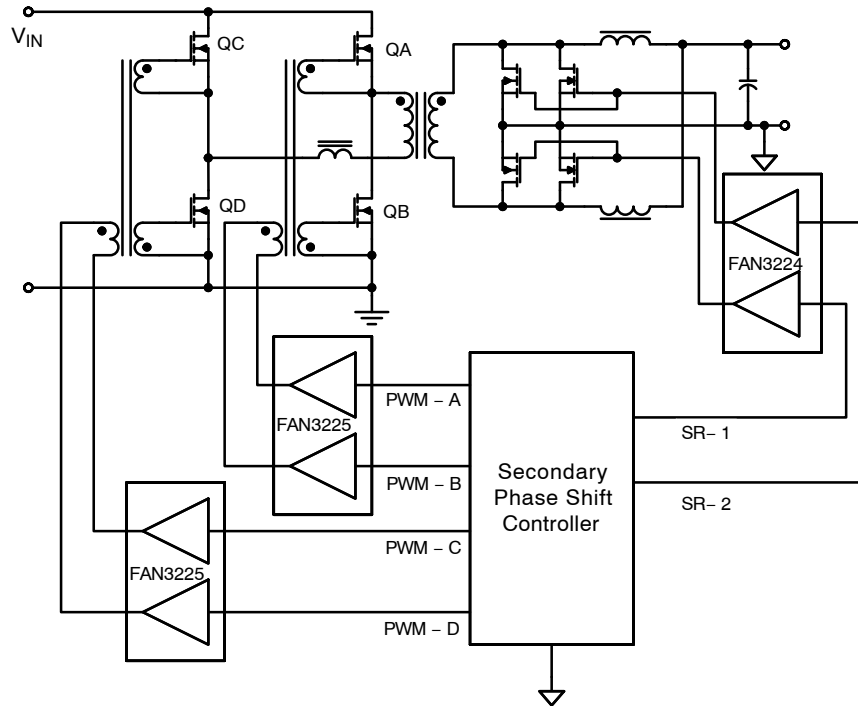 VIN
QC
QA
QD
QB
FAN3224
FAN3225
PWM – A
PWM – B
SR– 1
SR– 2
Secondary
Phase Shift
Controller
FAN3225
PWM – C
PWM – D